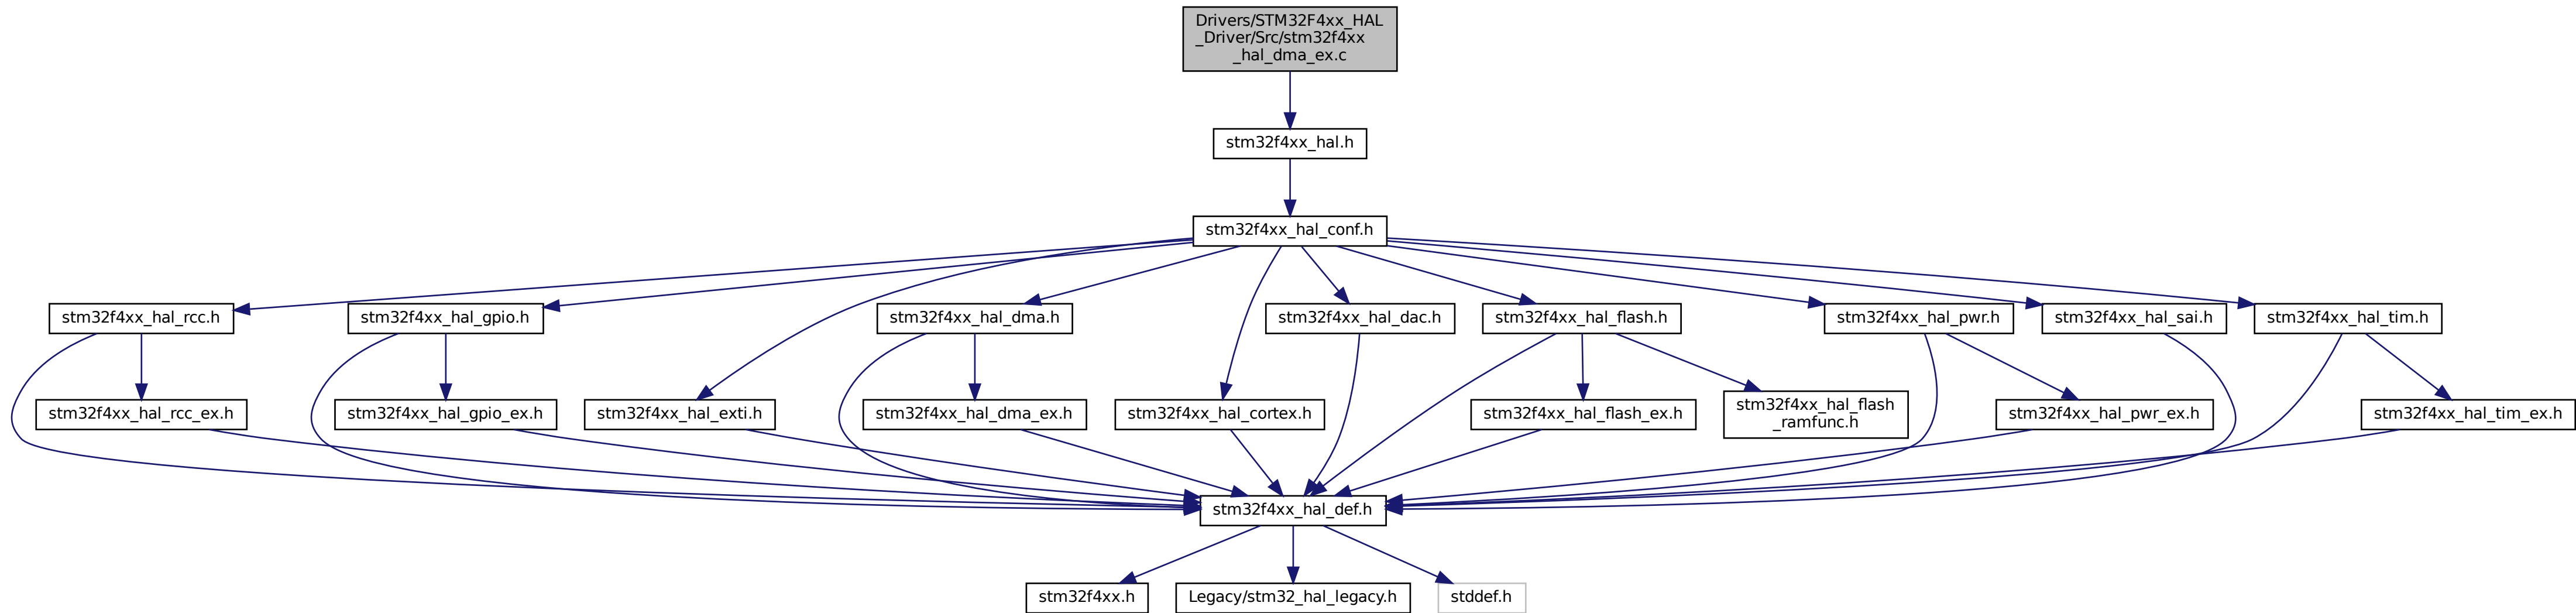 Drivers/STM32F4xx_HAL
_Driver/Src/stm32f4xx
_hal_dma_ex.c
stm32f4xx_hal.h
stm32f4xx_hal_conf.h
stm32f4xx_hal_rcc.h
stm32f4xx_hal_gpio.h
stm32f4xx_hal_dma.h
stm32f4xx_hal_dac.h
stm32f4xx_hal_flash.h
stm32f4xx_hal_pwr.h
stm32f4xx_hal_sai.h
stm32f4xx_hal_tim.h
stm32f4xx_hal_rcc_ex.h
stm32f4xx_hal_gpio_ex.h
stm32f4xx_hal_exti.h
stm32f4xx_hal_dma_ex.h
stm32f4xx_hal_cortex.h
stm32f4xx_hal_flash_ex.h
stm32f4xx_hal_flash
_ramfunc.h
stm32f4xx_hal_pwr_ex.h
stm32f4xx_hal_tim_ex.h
stm32f4xx_hal_def.h
stm32f4xx.h
Legacy/stm32_hal_legacy.h
stddef.h